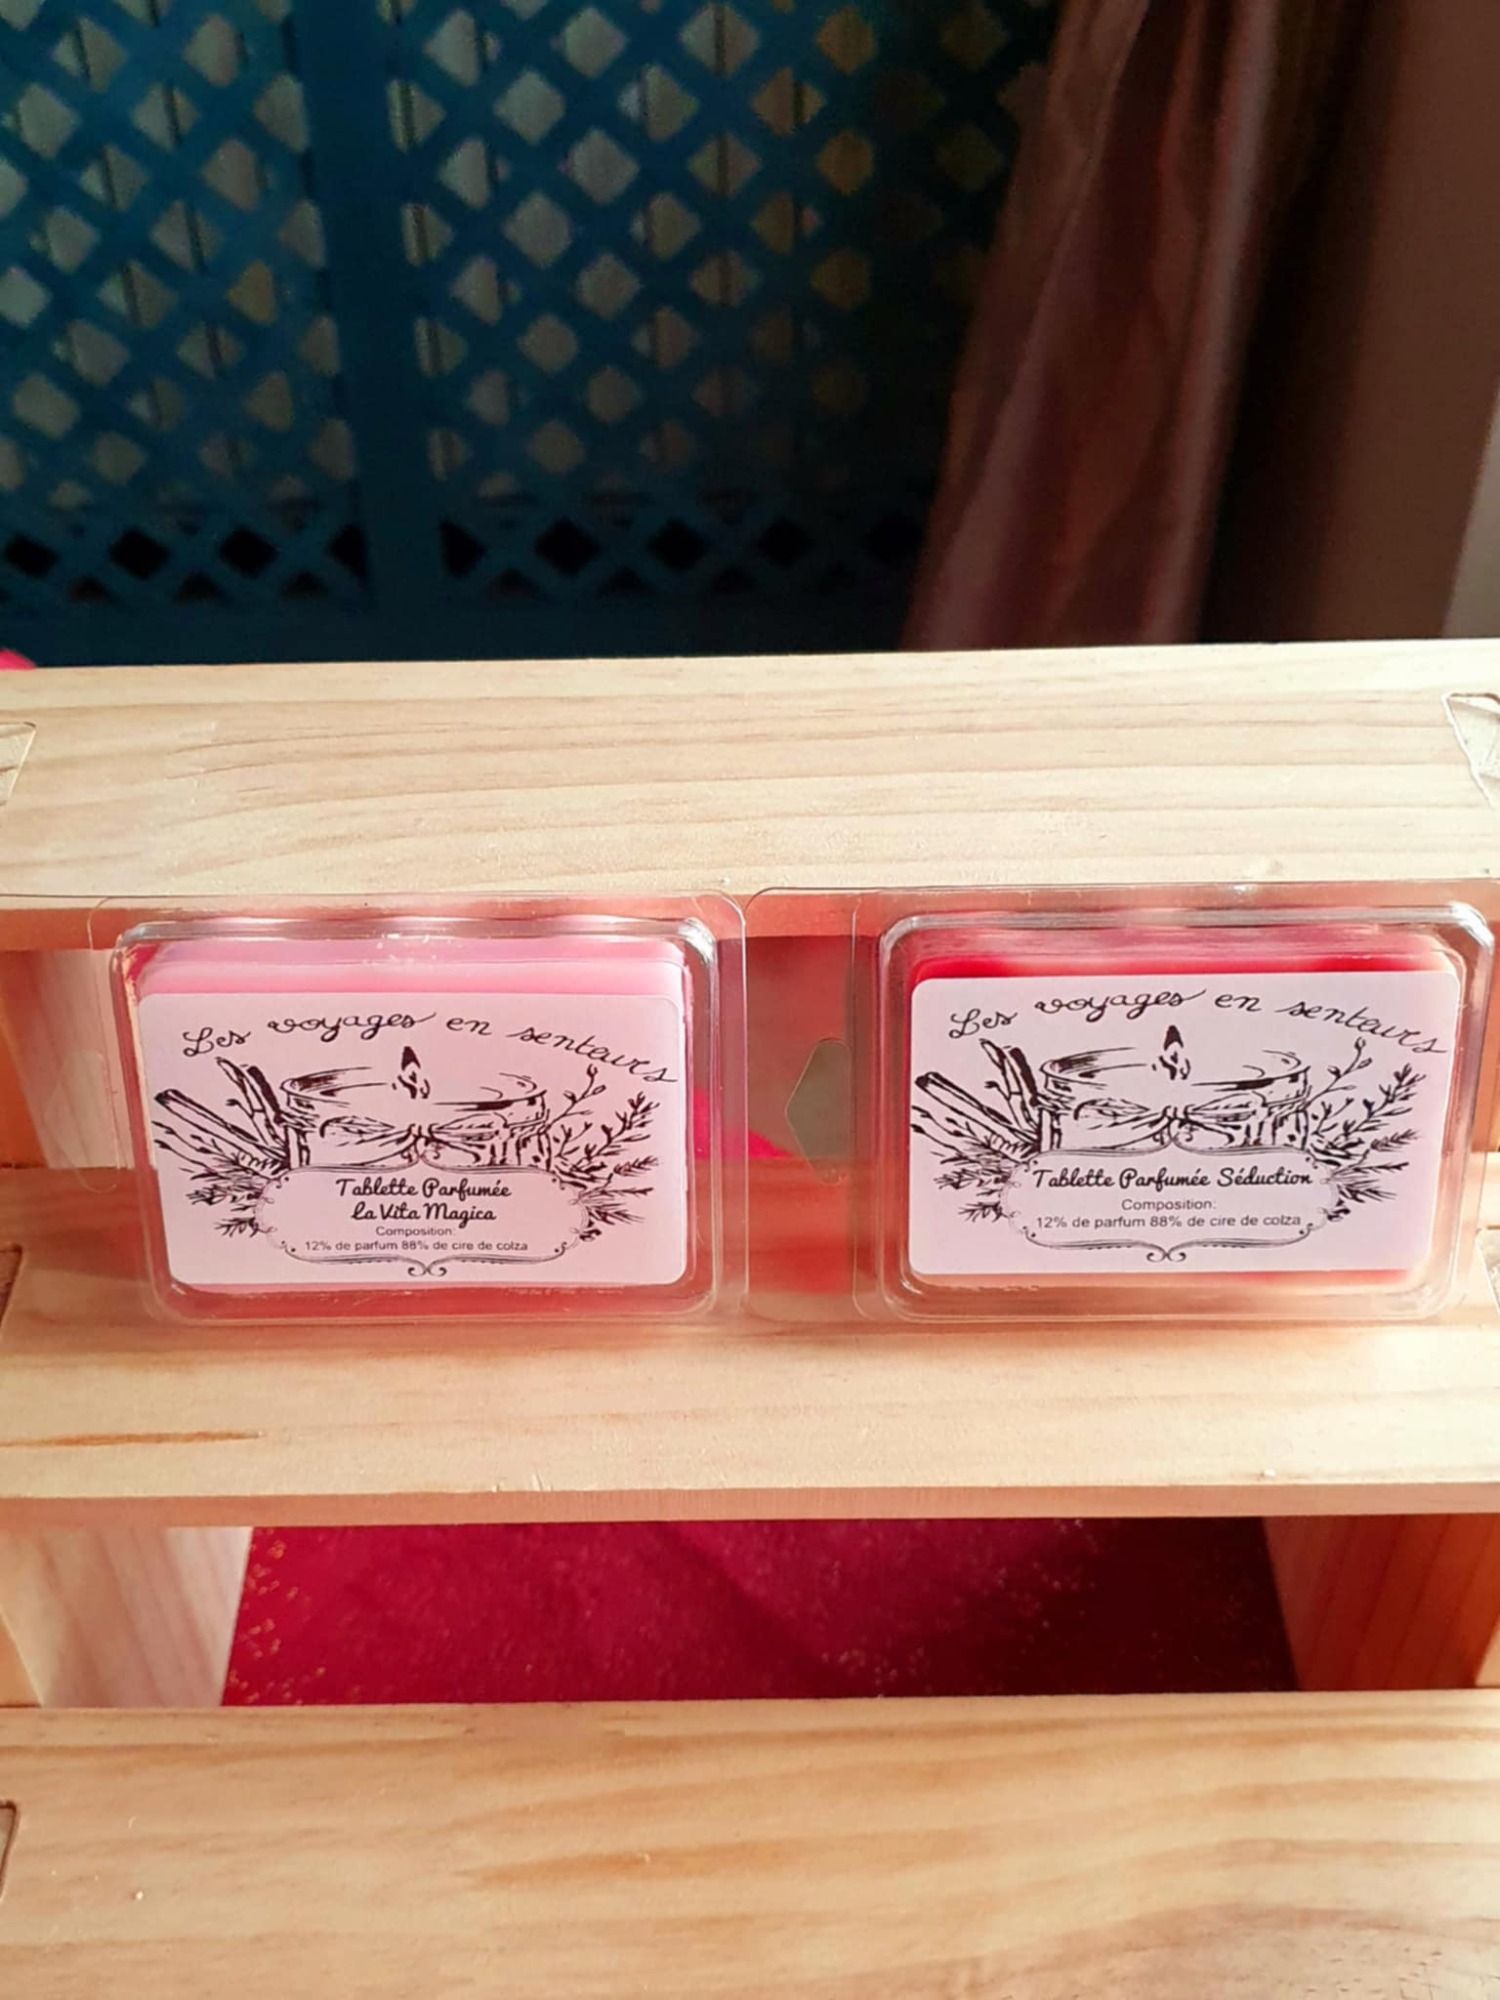 Les voyages en senteurs
Tablette Parfumée
La Vita Magica
Composition:
12% de parfum 88% de cire de colza
Les voyages en senteurs
Tablette Parfumée Séduction
Composition:
12% de parfum 88% de cire de colza